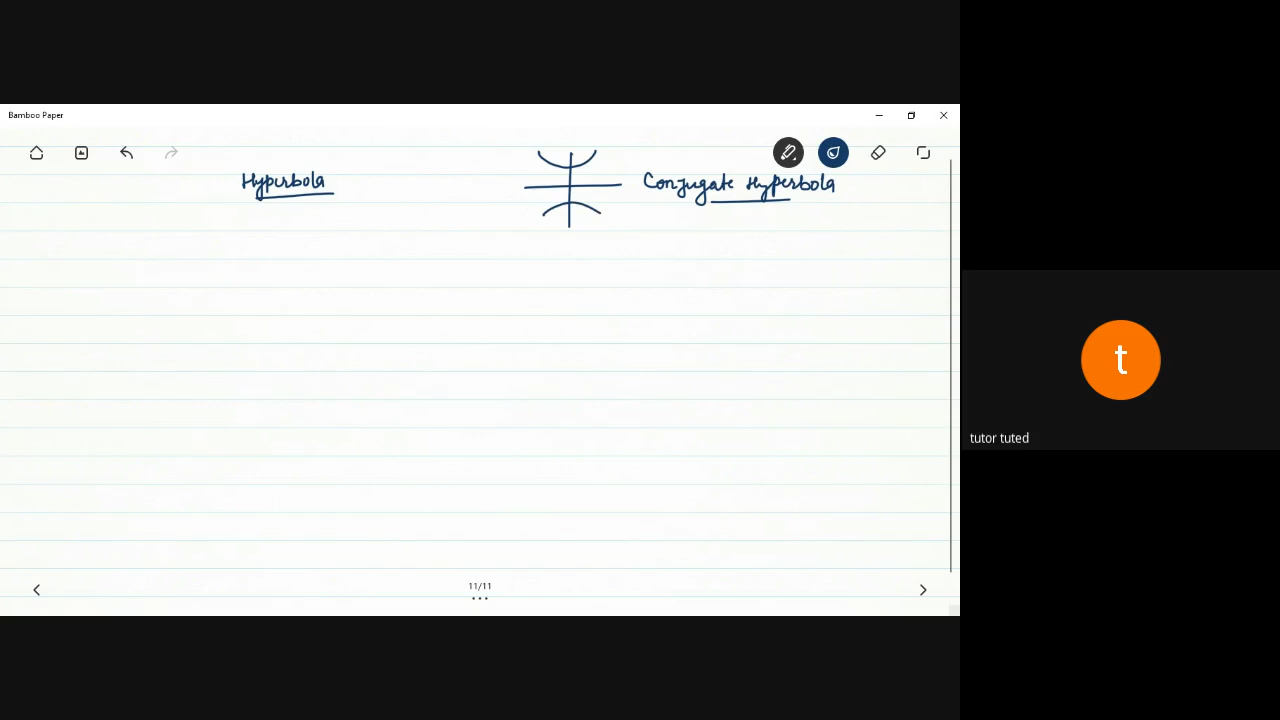 Bamboo Paper
Hyperbola
Conjugate Hyperbola
t
tutor tuted
11/11